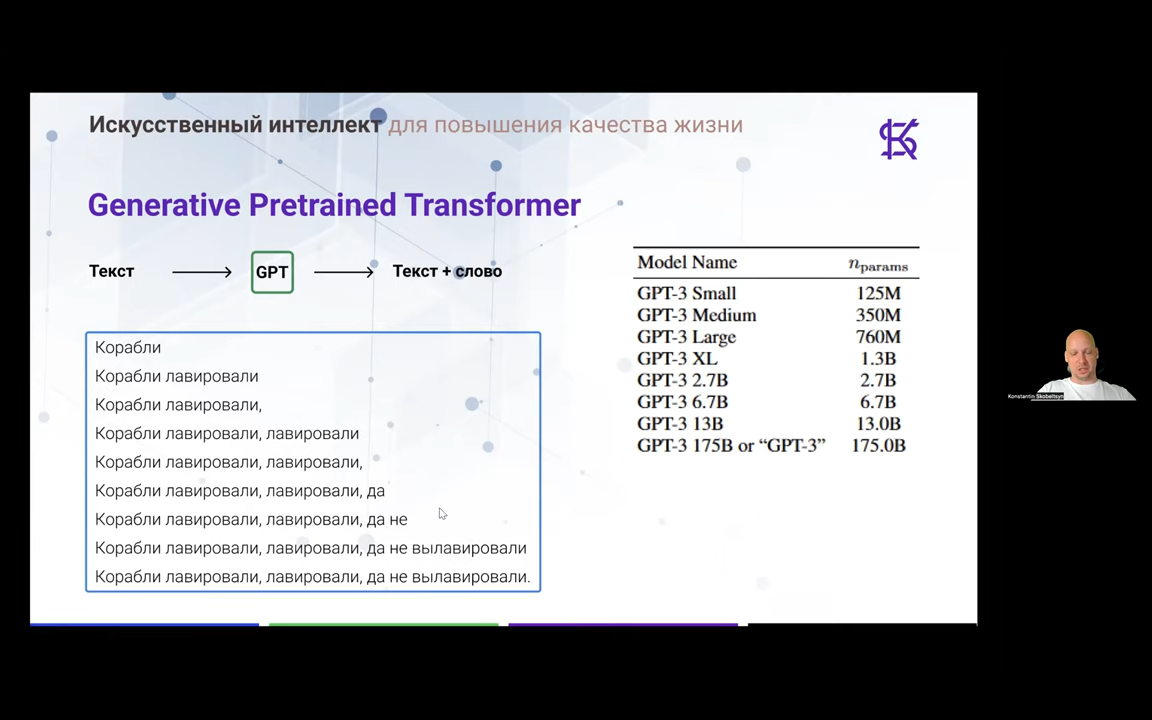 Искусственный интеллект для повышения качества жизни
Generative Pretrained Transformer
Текст GPT Текст + слово
Корабли
Корабли лавировали
Корабли лавировали,
Корабли лавировали, лавировали
Корабли лавировали, лавировали,
Корабли лавировали, лавировали, да
Корабли лавировали, лавировали, да не
Корабли лавировали, лавировали, да не вылавировали
Корабли лавировали, лавировали, да не вылавировали.
Model Name n_params
GPT-3 Small 125M
GPT-3 Medium 350M
GPT-3 Large 760M
GPT-3 XL 1.3B
GPT-3 2.7B 2.7B
GPT-3 6.7B 6.7B
GPT-3 13B 13.0B
GPT-3 175B or “GPT-3” 175.0B
Konstantin Skobeltsyn